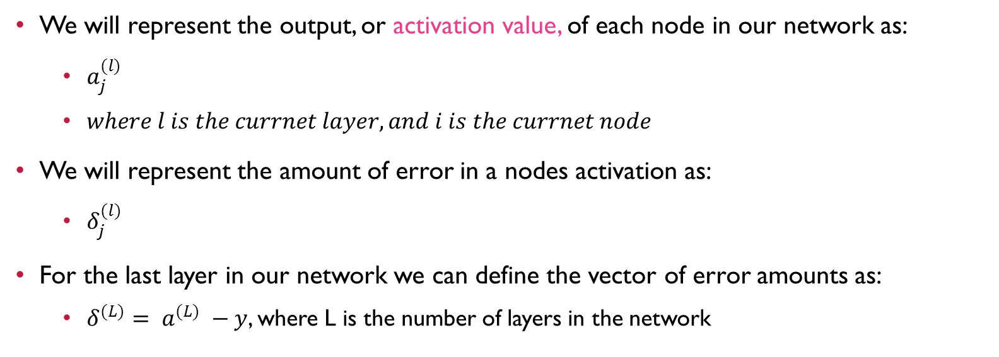 • We will represent the output, or activation value, of each node in our network as:
• a_j^{(l)}
• where l is the currnet layer, and i is the currnet node
• We will represent the amount of error in a nodes activation as:
• δ_j^{(l)}
• For the last layer in our network we can define the vector of error amounts as:
• δ^{(L)} = a^{(L)} − y, where L is the number of layers in the network